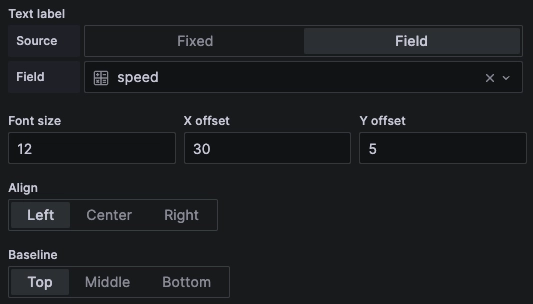 Text label
Source Fixed Field
Field speed
Font size X offset Y offset
12 30 5
Align
Left Center Right
Baseline
Top Middle Bottom